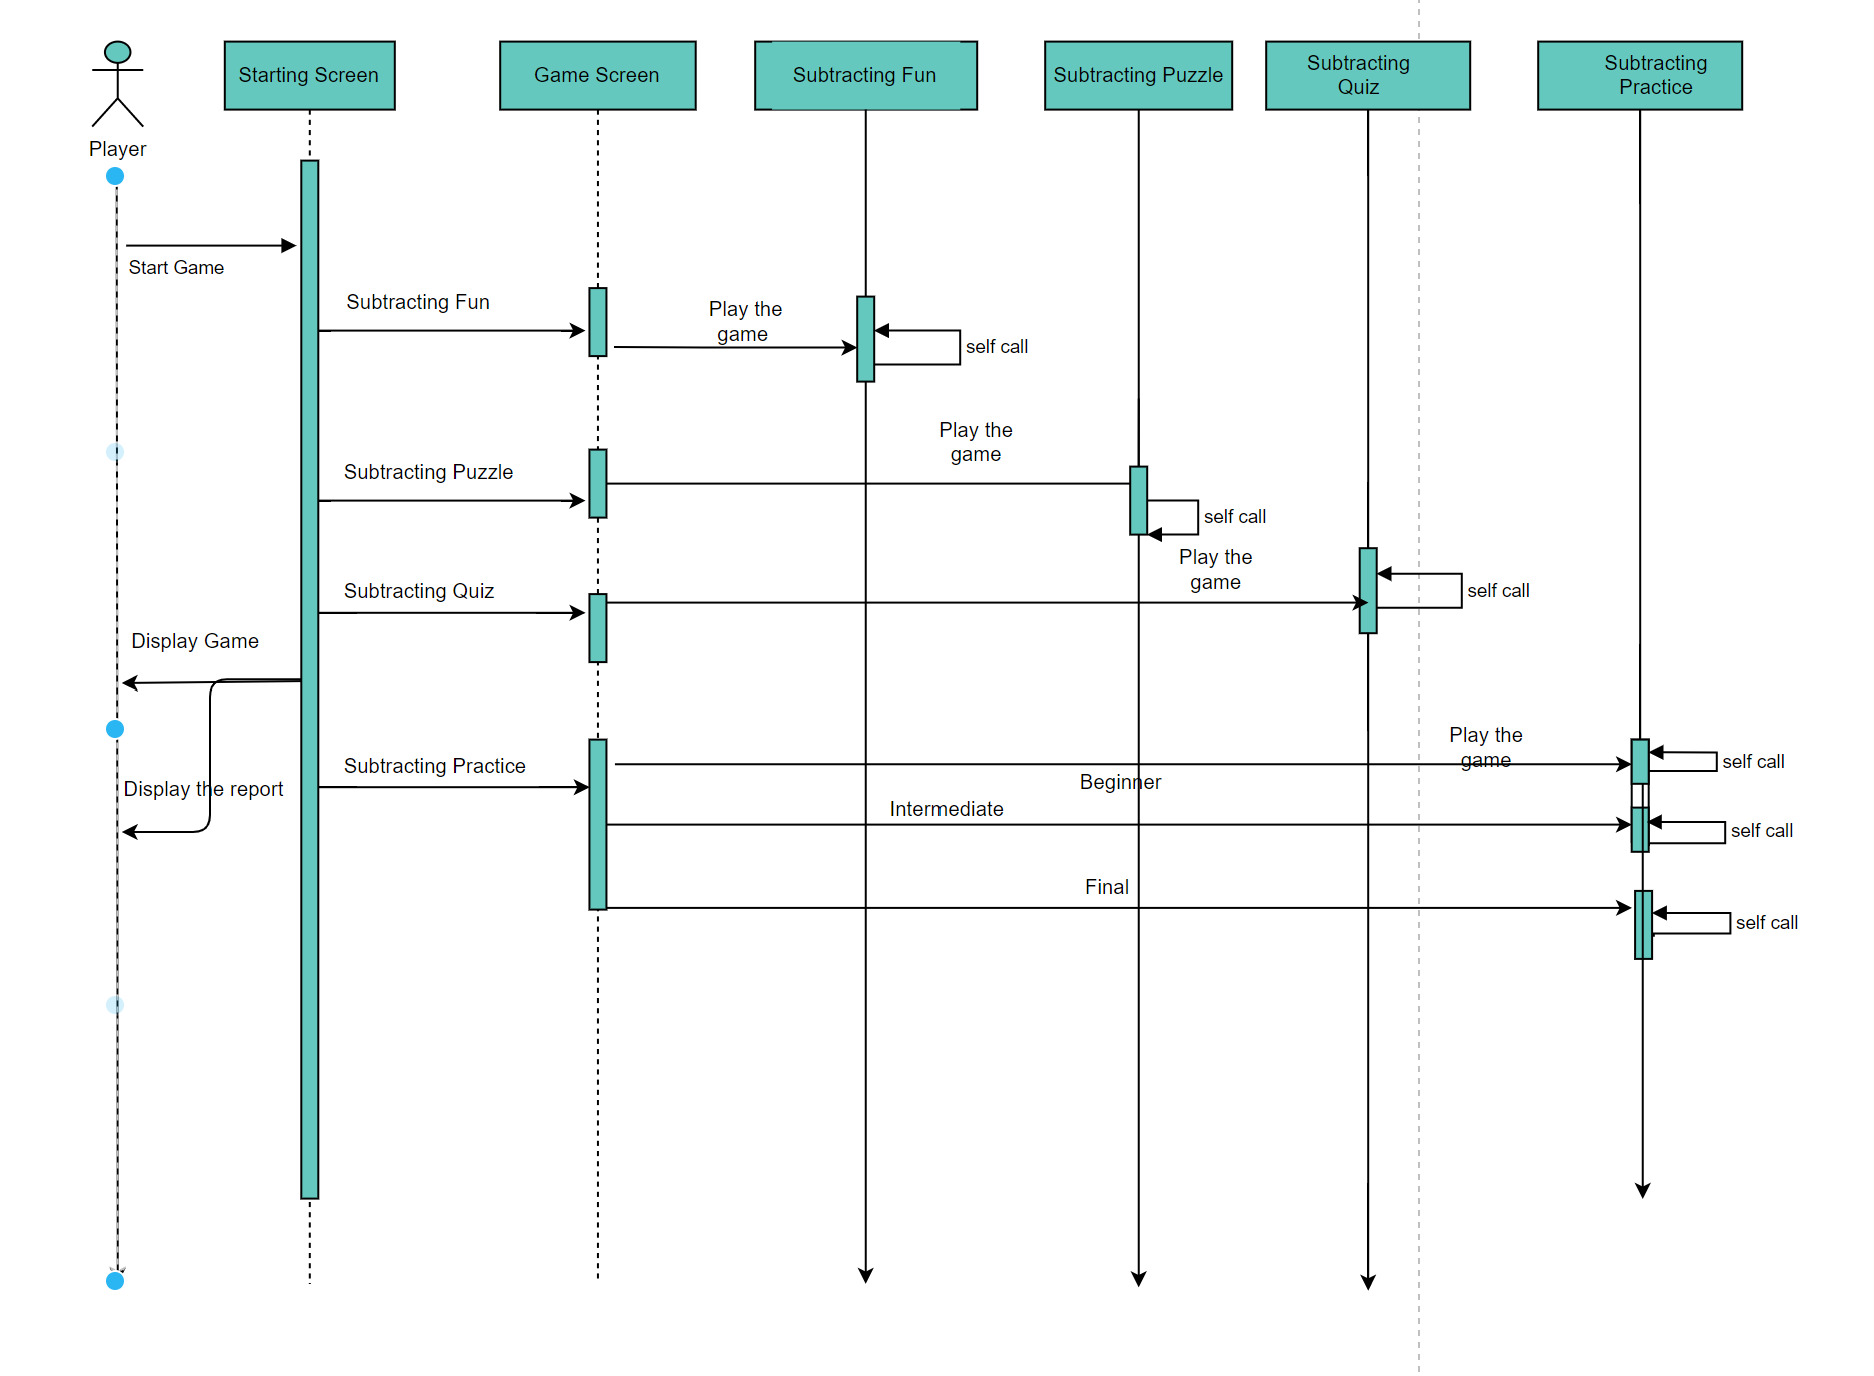 Starting Screen
Game Screen
Subtracting Fun
Subtracting Puzzle
Subtracting
Quiz
Subtracting
Practice
Player
Start Game
Subtracting Fun
Play the
game
self call
Play the
game
Subtracting Puzzle
self call
Play the
game
Subtracting Quiz
self call
Display Game
Play the
game
Subtracting Practice
self call
Beginner
Display the report
Intermediate
self call
Final
self call